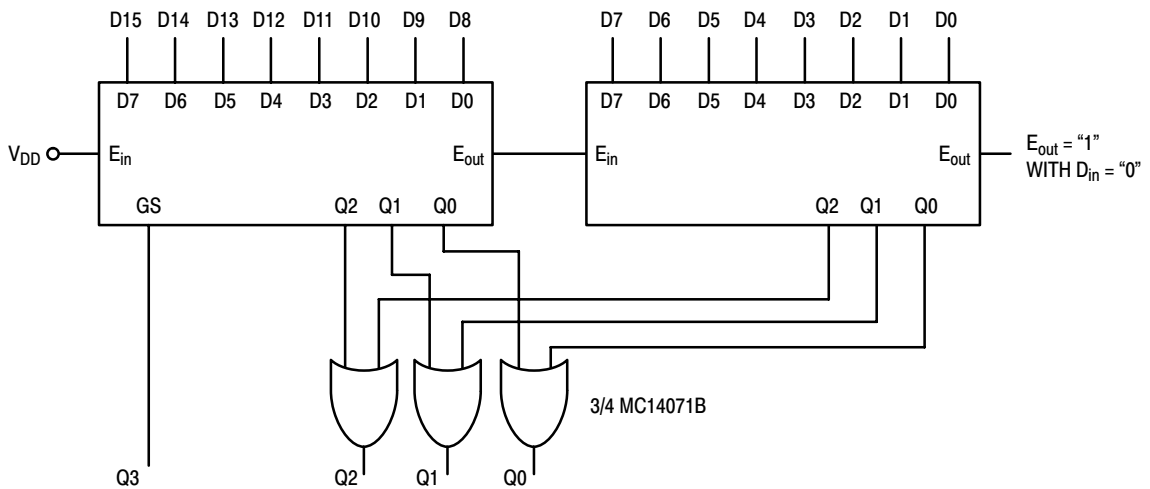 D15 D14 D13 D12 D11 D10 D9 D8 D7 D6 D5 D4 D3 D2 D1 D0
D7 D6 D5 D4 D3 D2 D1 D0 D7 D6 D5 D4 D3 D2 D1 D0
VDD Ein Eout Ein Eout Eout = “1”
WITH Din = “0”
GS Q2 Q1 Q0 Q2 Q1 Q0
3/4 MC14071B
Q3 Q2 Q1 Q0